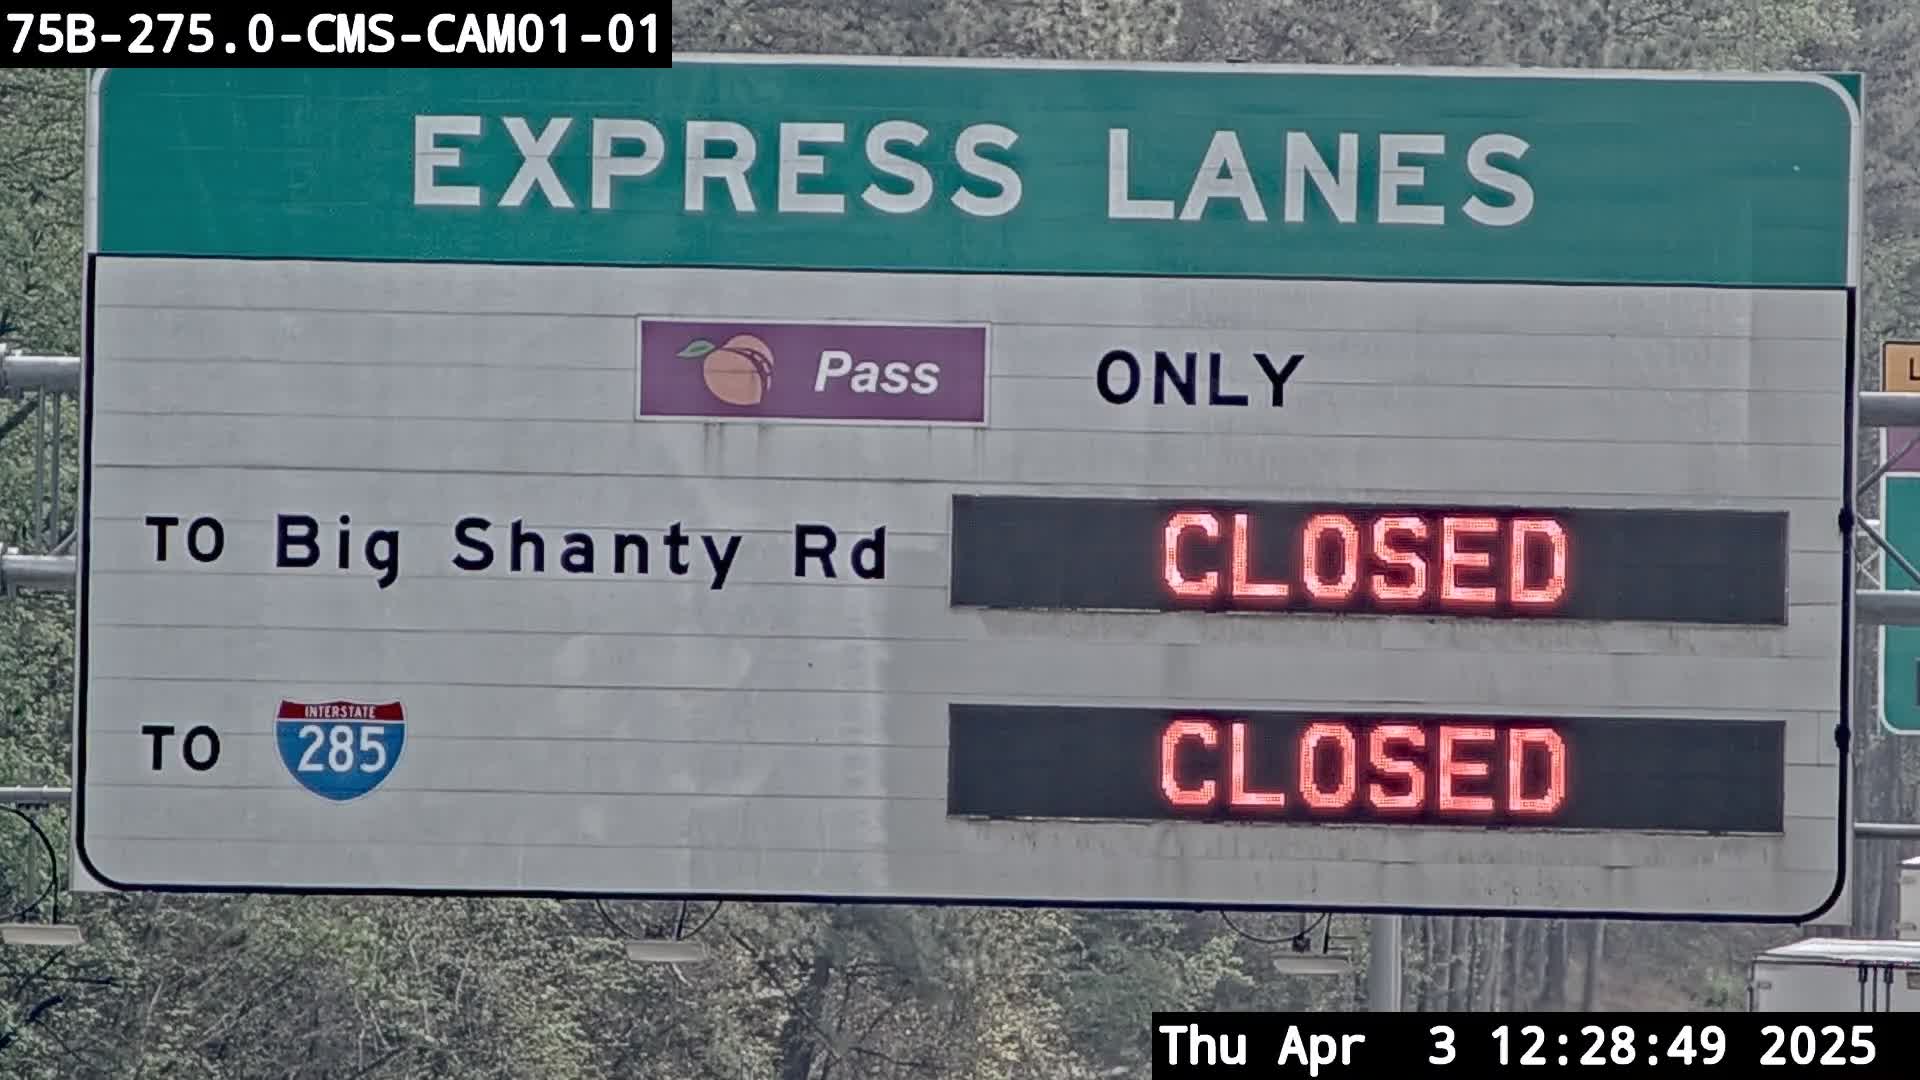 75B-275.0-CMS-CAM01-01
EXPRESS LANES
Pass ONLY
TO Big Shanty Rd CLOSED
TO INTERSTATE 285 CLOSED
Thu Apr 3 12:28:49 2025